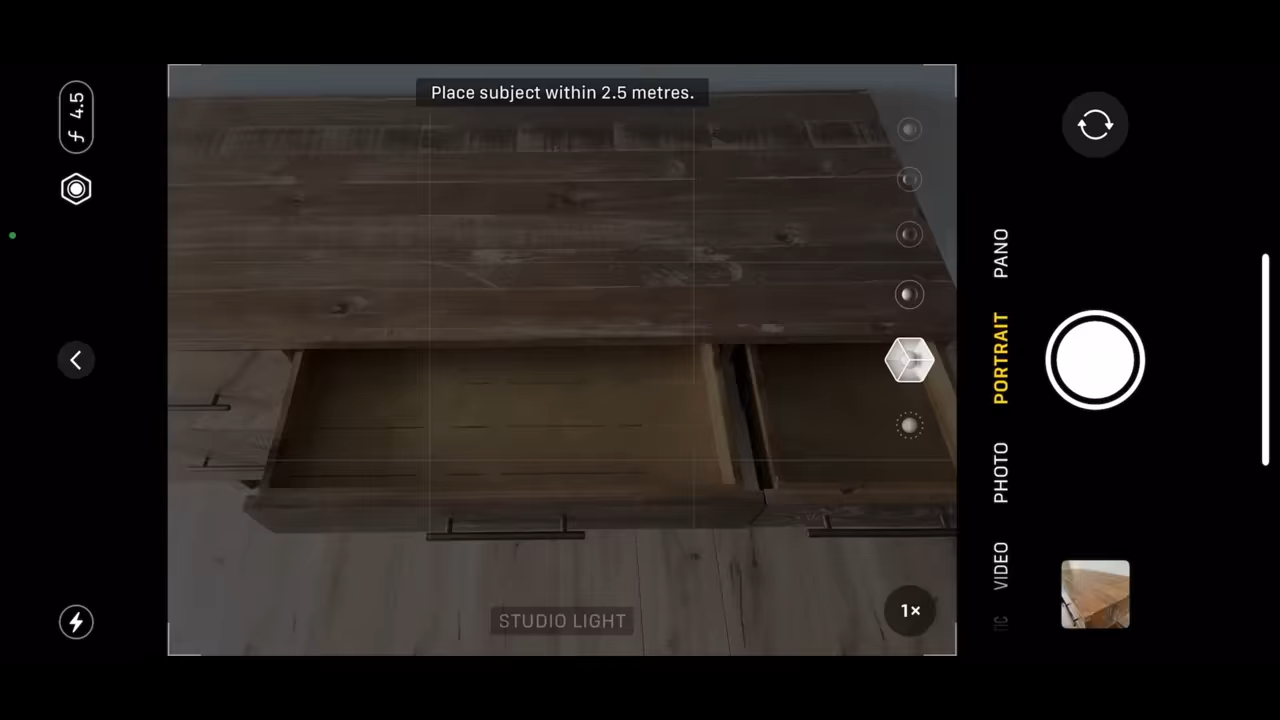 f 4.5
Place subject within 2.5 metres.
STUDIO LIGHT
1×
PANO
PORTRAIT
PHOTO
VIDEO